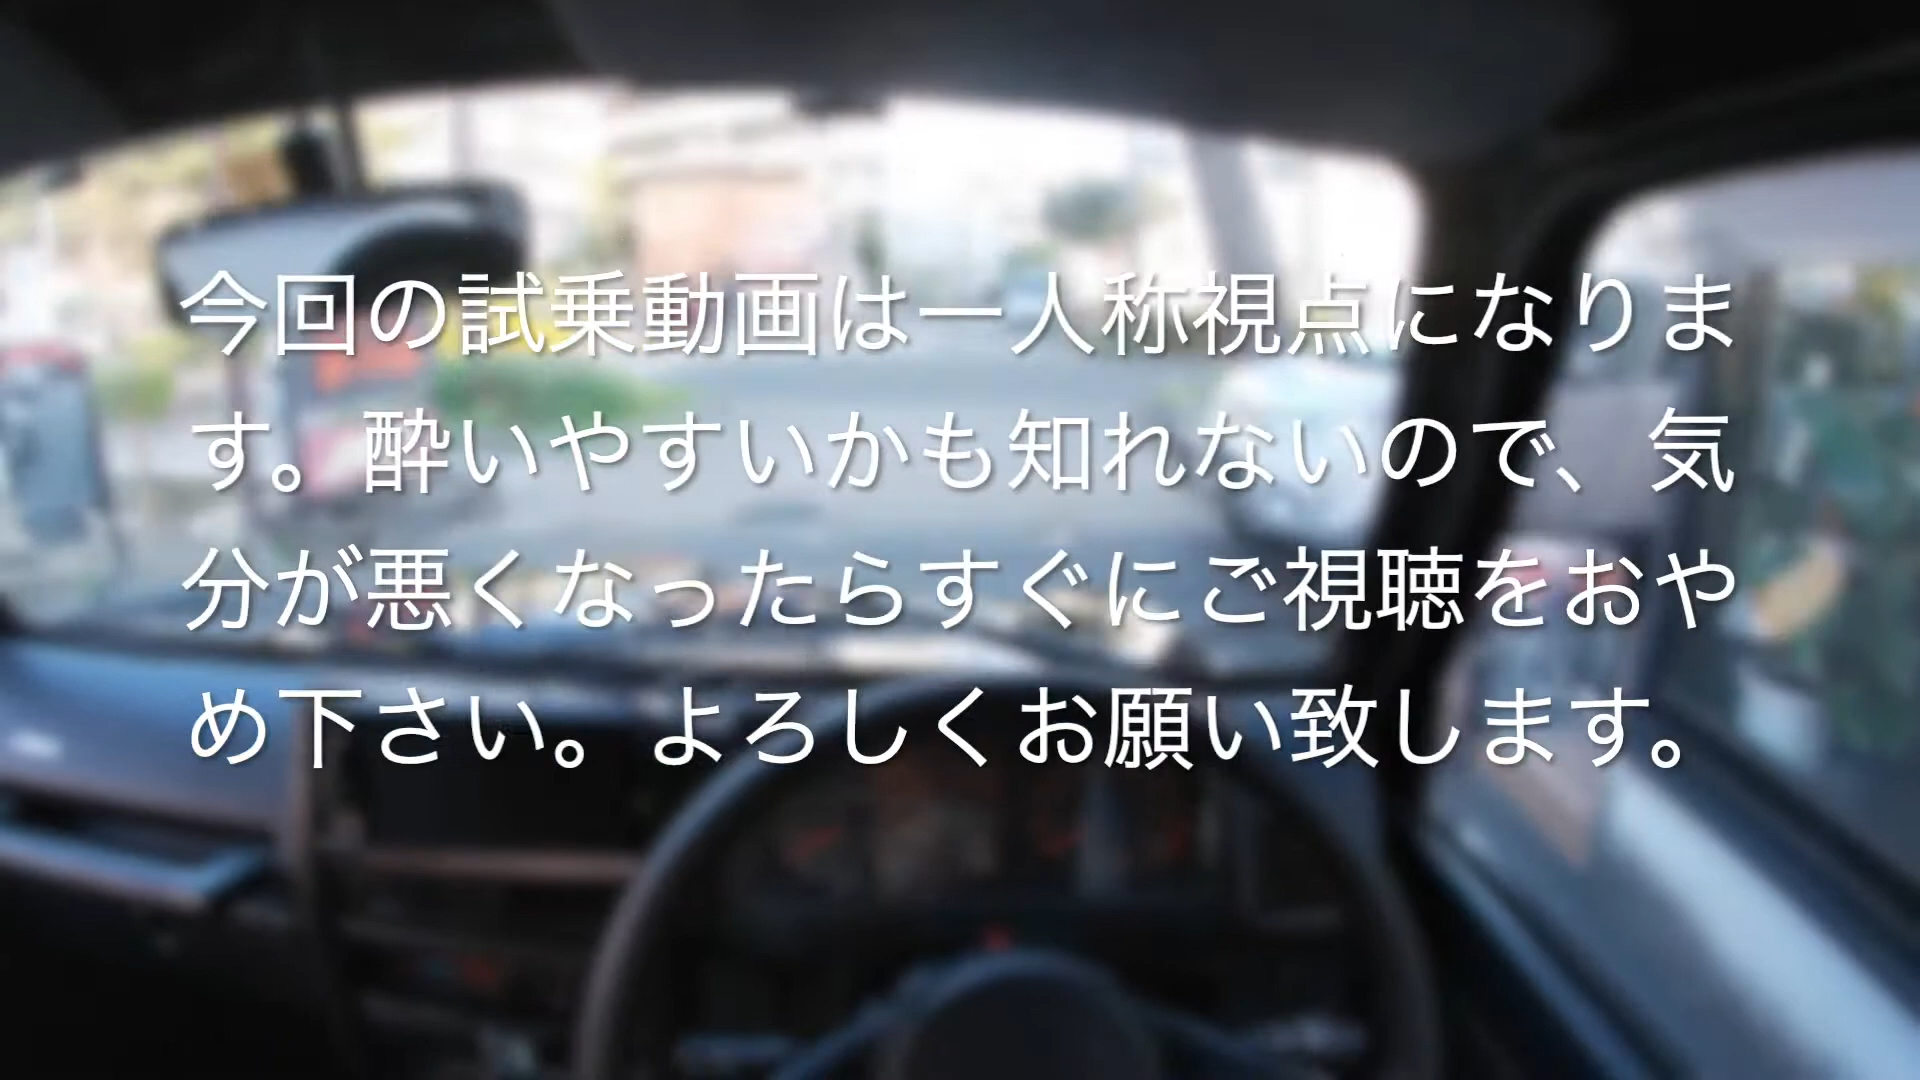 今回の試乗動画は一人称視点になりま
す。酔いやすいかも知れないので、気
分が悪くなったらすぐにご視聴をおや
め下さい。よろしくお願い致します。